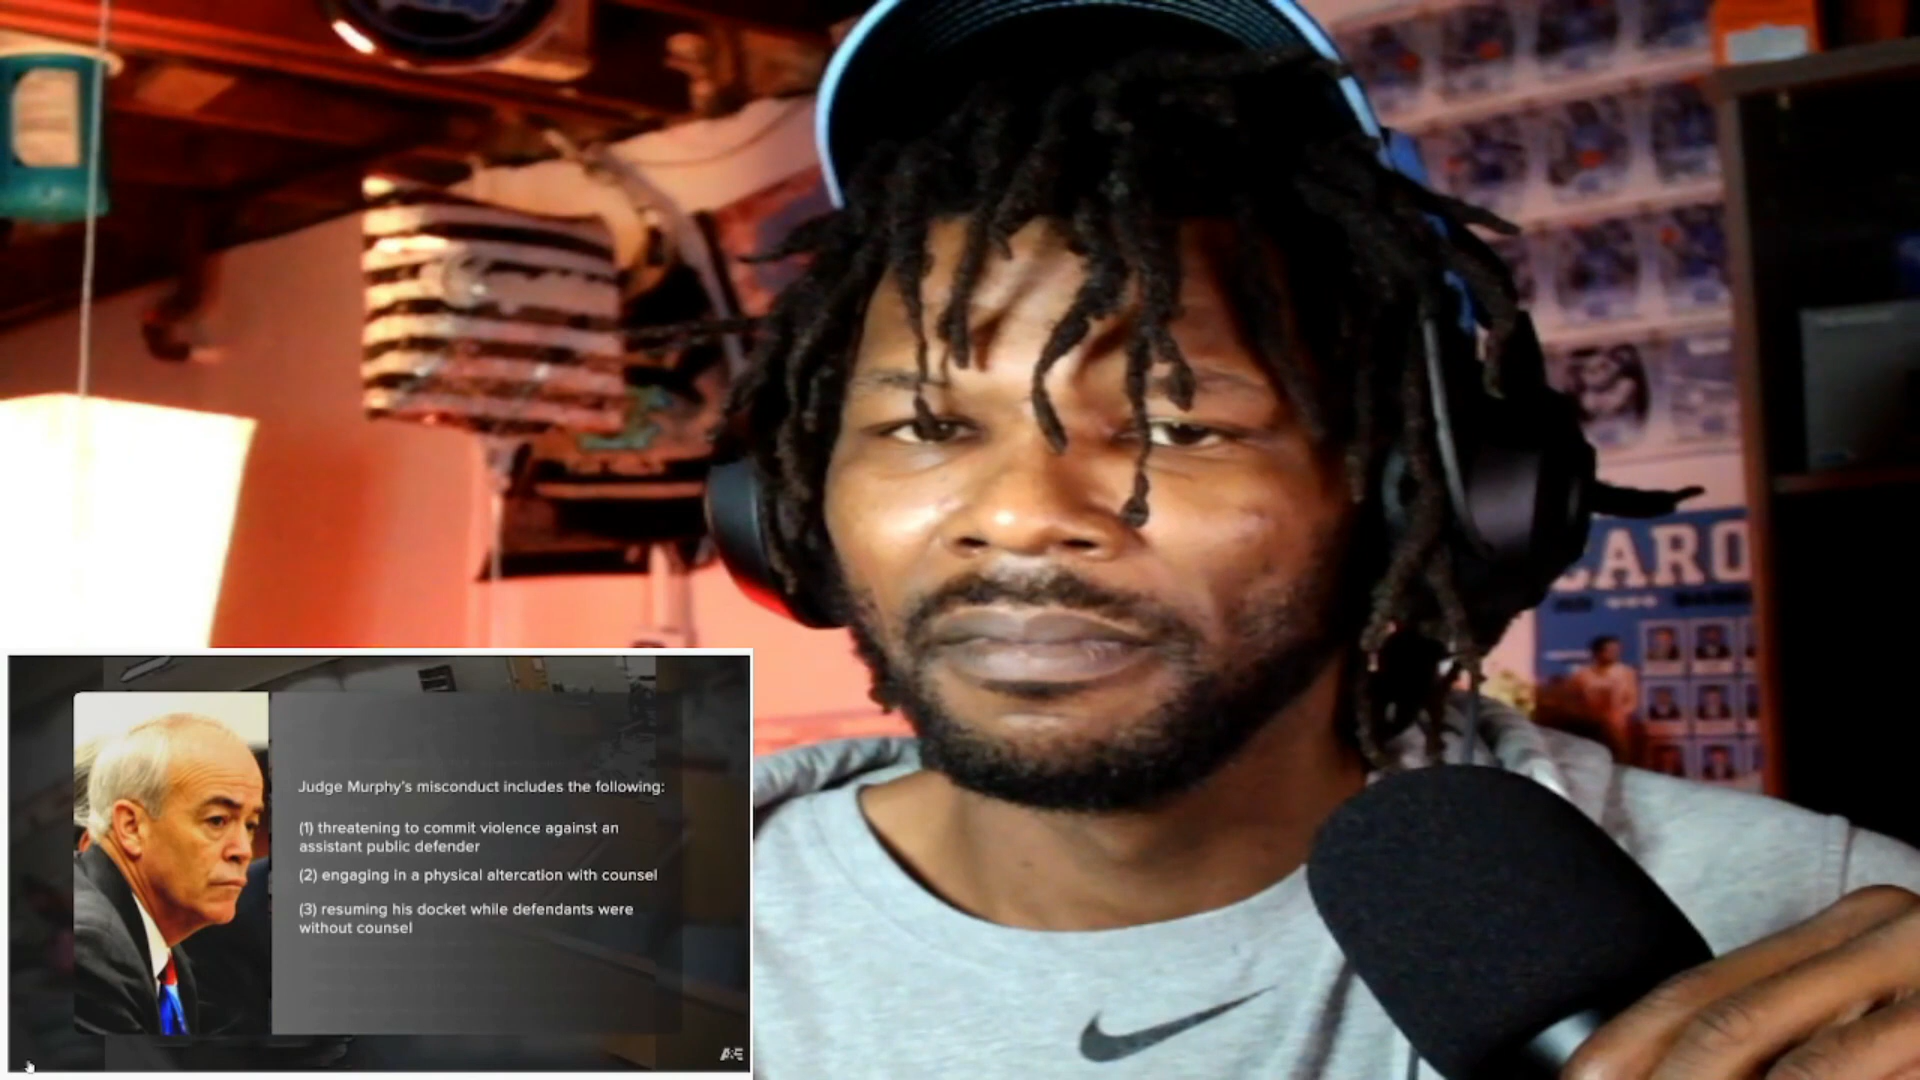 CARO
Judge Murphy's misconduct includes the following:
(1) threatening to commit violence against an
assistant public defender
(2) engaging in a physical altercation with counsel
(3) resuming his docket while defendants were
without counsel
A&E